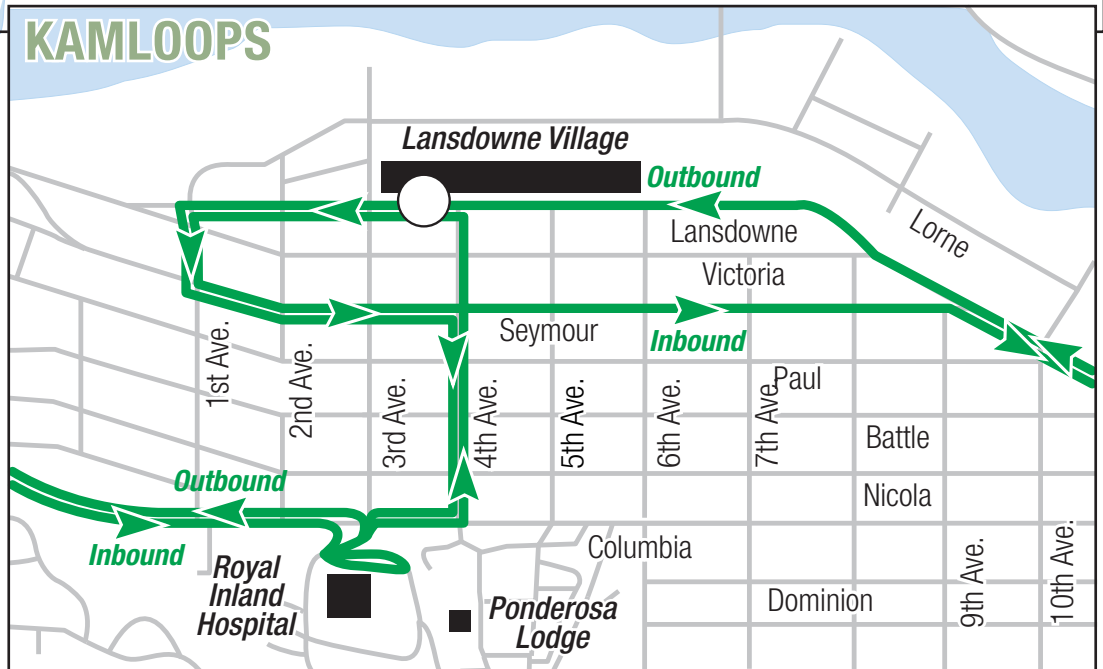 KAMLOOPS
Lansdowne Village
Outbound
Lansdowne
Lorne
Victoria
Seymour
Inbound
1st Ave.
2nd Ave.
3rd Ave.
4th Ave.
5th Ave.
6th Ave.
7th Ave.
Paul
Battle
Nicola
Outbound
Inbound
Columbia
Royal
Inland
Hospital
Ponderosa
Lodge
Dominion
9th Ave.
10th Ave.